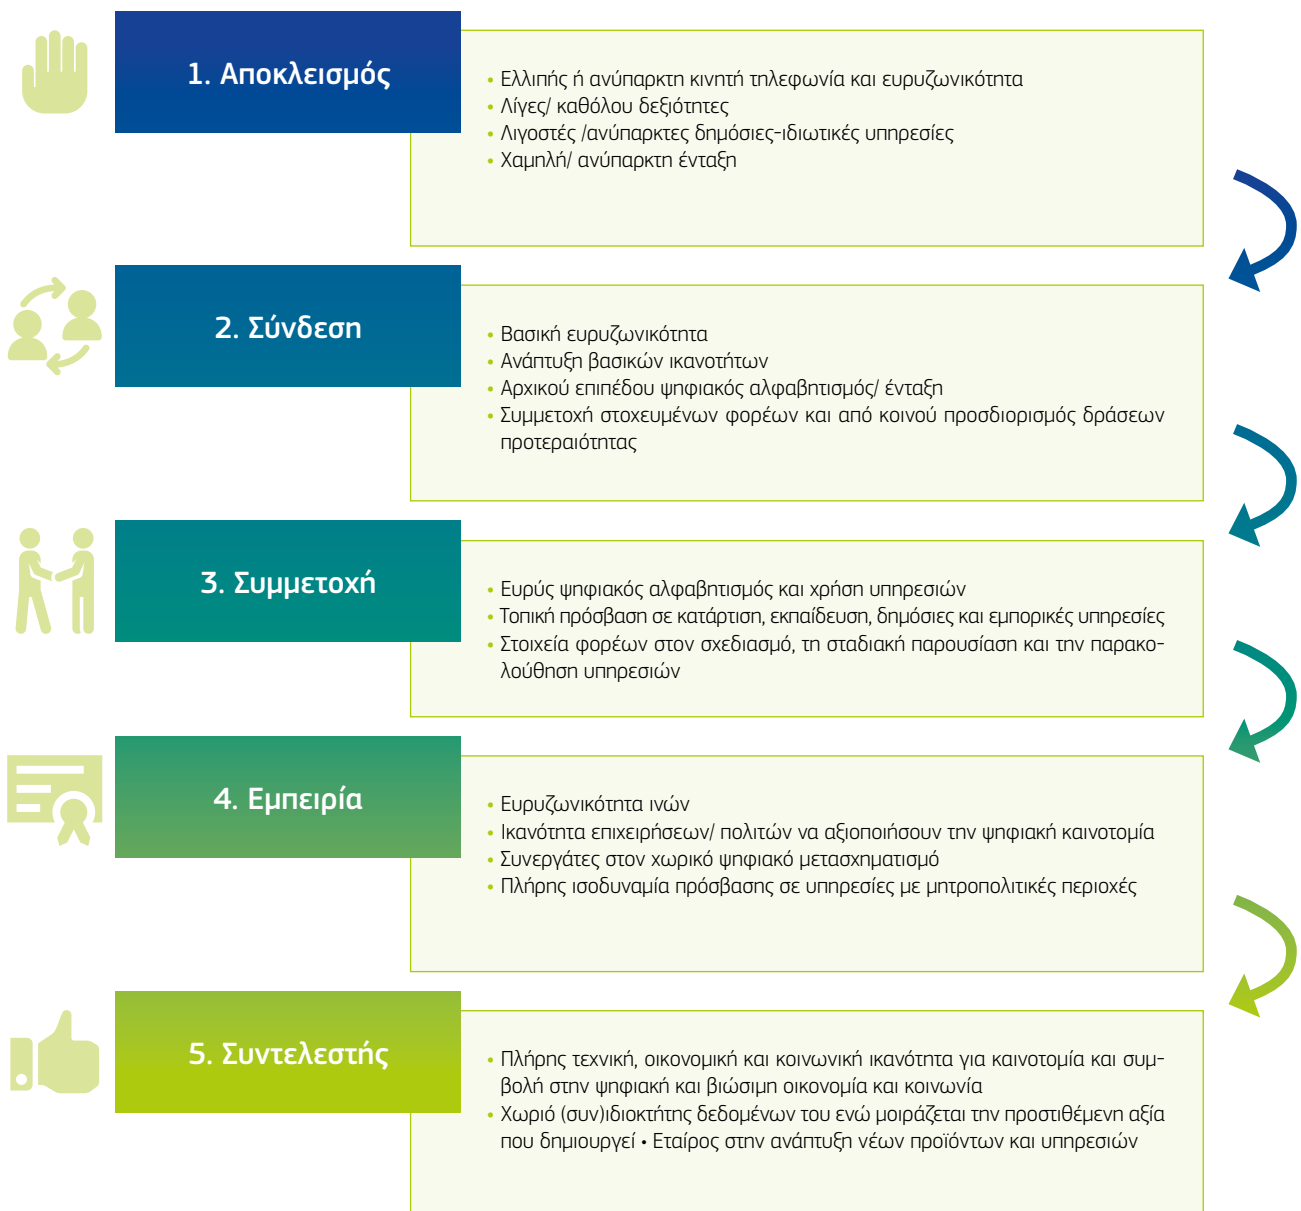 1. Αποκλεισμός
• Ελλιπής ή ανύπαρκτη κινητή τηλεφωνία και ευρυζωνικότητα
• Λίγες/ καθόλου δεξιότητες
• Λιγοστές /ανύπαρκτες δημόσιες-ιδιωτικές υπηρεσίες
• Χαμηλή/ ανύπαρκτη ένταξη
2. Σύνδεση
• Βασική ευρυζωνικότητα
• Ανάπτυξη βασικών ικανοτήτων
• Αρχικού επιπέδου ψηφιακός αλφαβητισμός/ ένταξη
• Συμμετοχή στοχευμένων φορέων και από κοινού προσδιορισμός δράσεων
προτεραιότητας
3. Συμμετοχή
• Ευρύς ψηφιακός αλφαβητισμός και χρήση υπηρεσιών
• Τοπική πρόσβαση σε κατάρτιση, εκπαίδευση, δημόσιες και εμπορικές υπηρεσίες
• Στοιχεία φορέων στον σχεδιασμό, τη σταδιακή παρουσίαση και την παρακο-
λούθηση υπηρεσιών
4. Εμπειρία
• Ευρυζωνικότητα ινών
• Ικανότητα επιχειρήσεων/ πολιτών να αξιοποιήσουν την ψηφιακή καινοτομία
• Συνεργάτες στον χωρικό ψηφιακό μετασχηματισμό
• Πλήρης ισοδυναμία πρόσβασης σε υπηρεσίες με μητροπολιτικές περιοχές
5. Συντελεστής
• Πλήρης τεχνική, οικονομική και κοινωνική ικανότητα για καινοτομία και συμ-
βολή στην ψηφιακή και βιώσιμη οικονομία και κοινωνία
• Χωριό (συν)ιδιοκτήτης δεδομένων του ενώ μοιράζεται την προστιθέμενη αξία
που δημιουργεί • Εταίρος στην ανάπτυξη νέων προϊόντων και υπηρεσιών